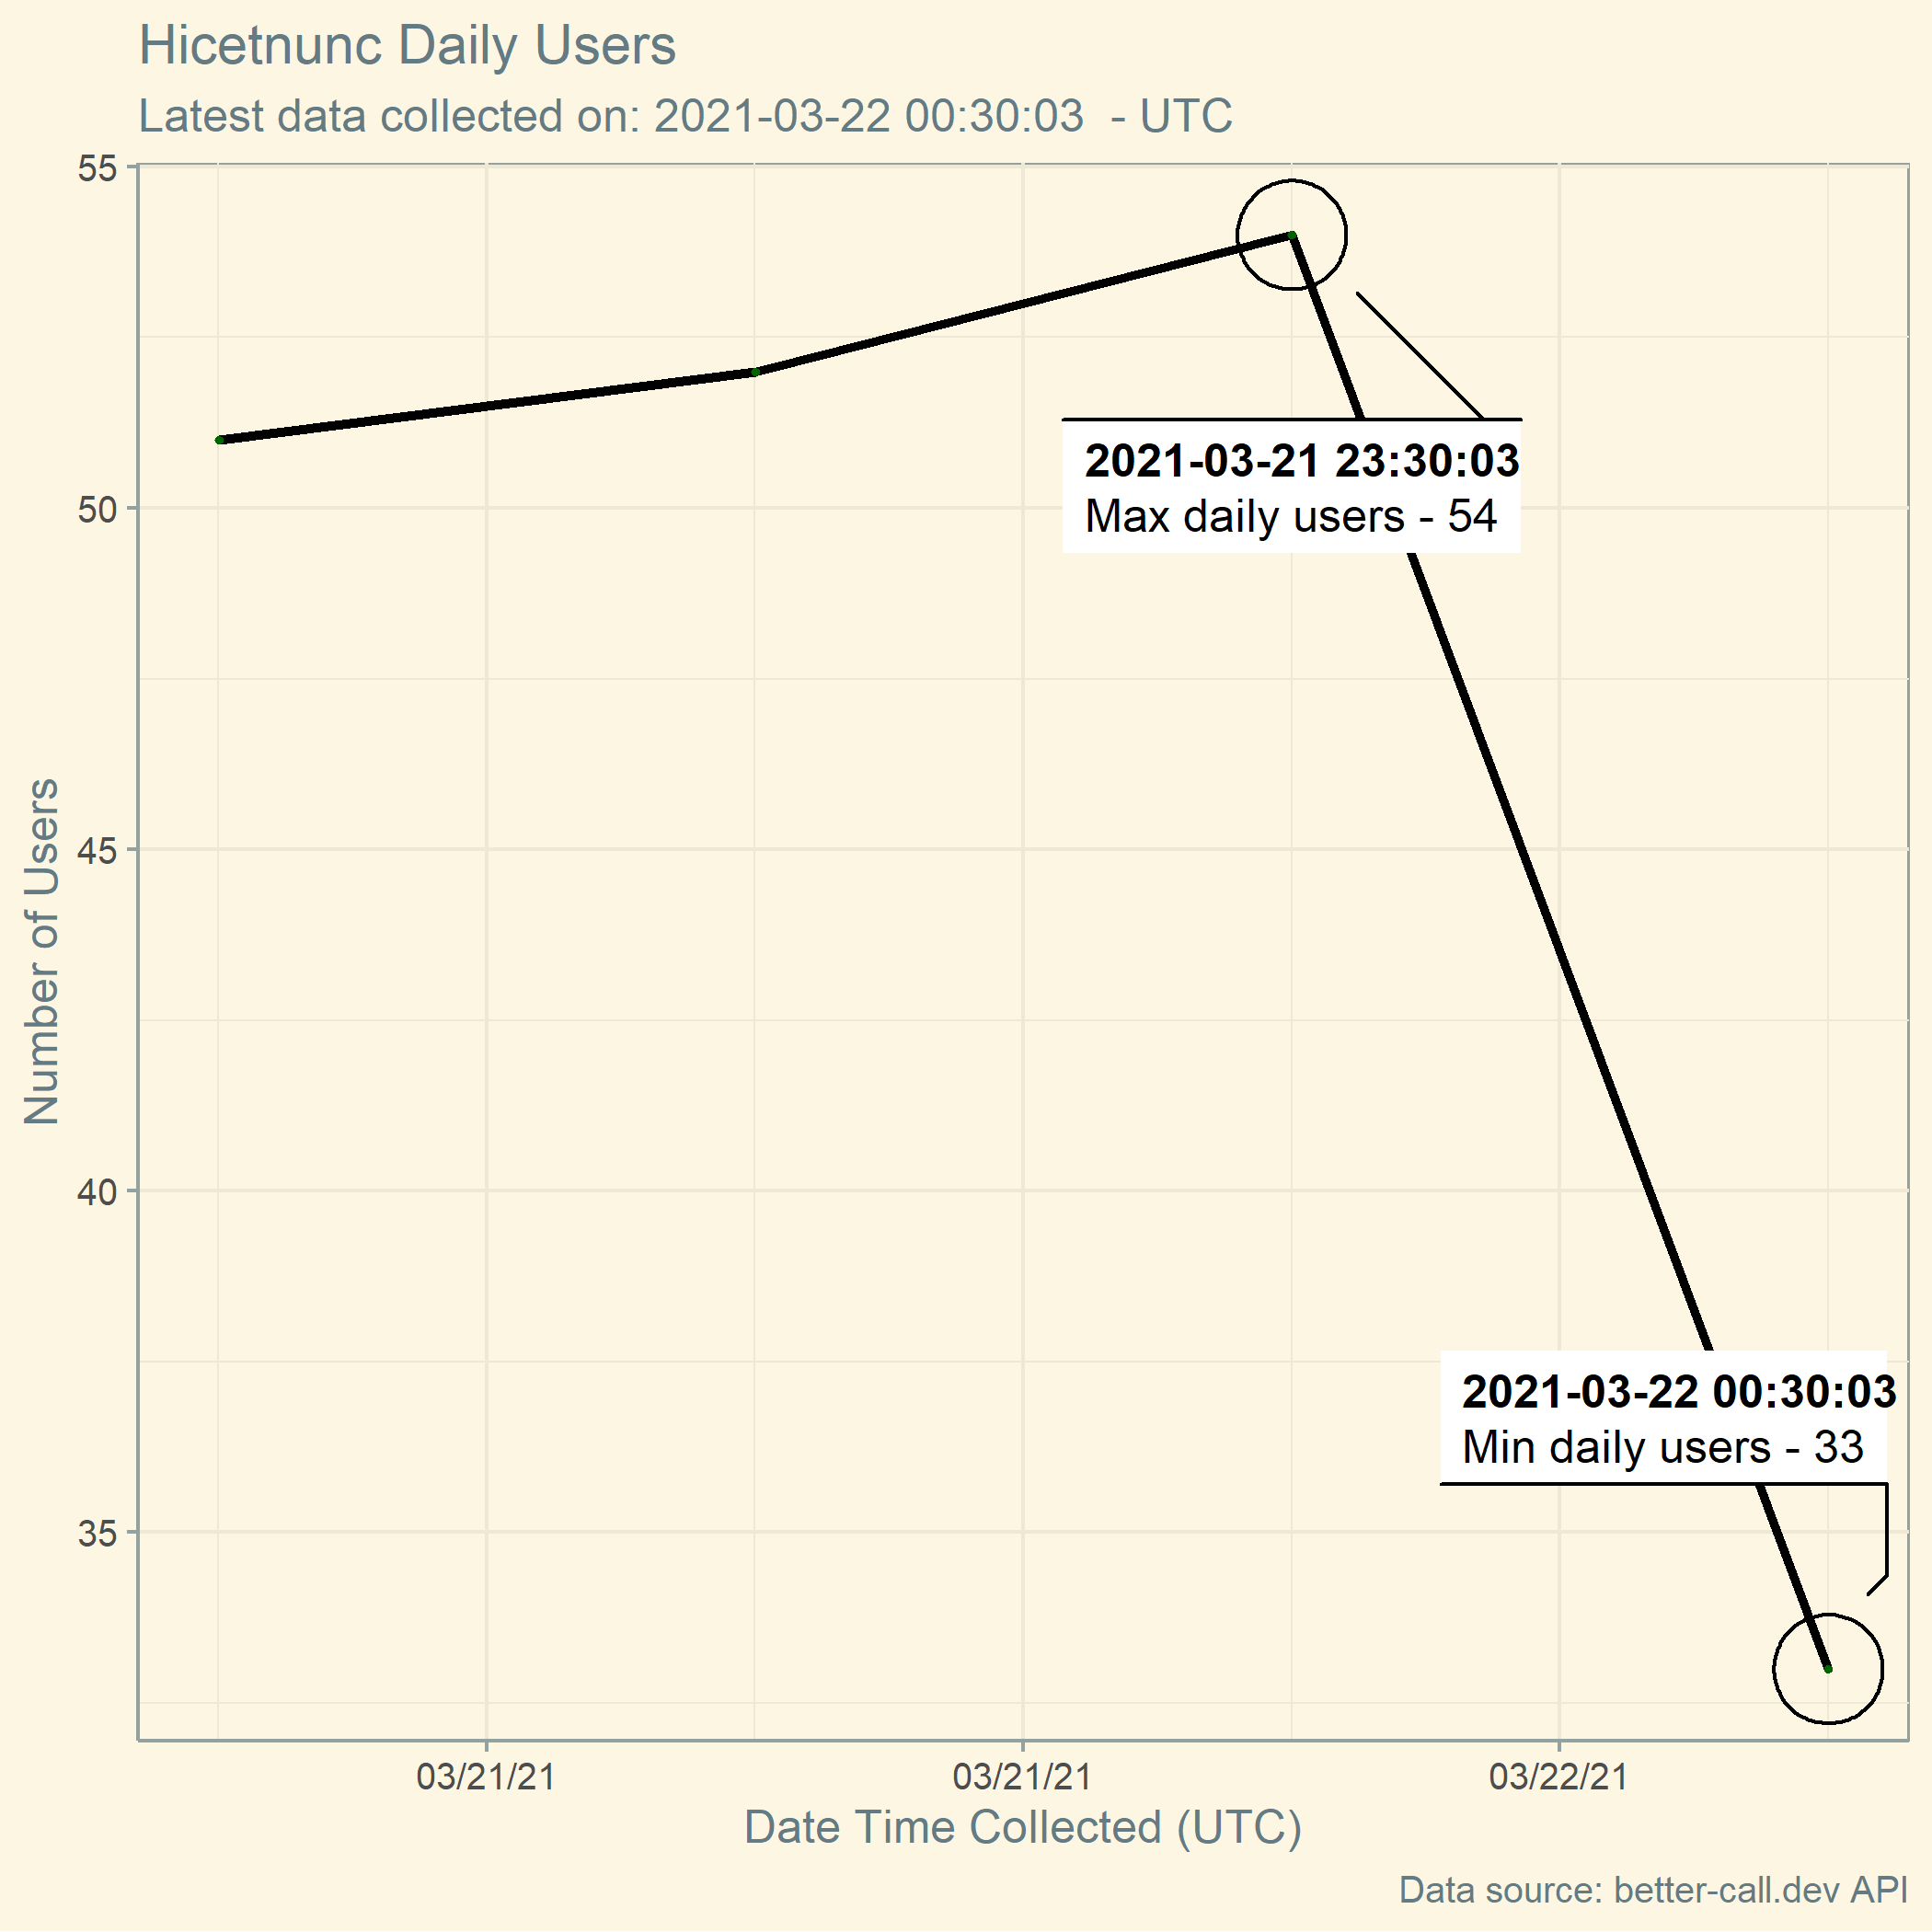 Hicetnunc Daily Users
Latest data collected on: 2021-03-22 00:30:03  - UTC
55
50
45
40
35
Number of Users
2021-03-21 23:30:03
Max daily users - 54
2021-03-22 00:30:03
Min daily users - 33
03/21/21
03/21/21
03/22/21
Date Time Collected (UTC)
Data source: better-call.dev API